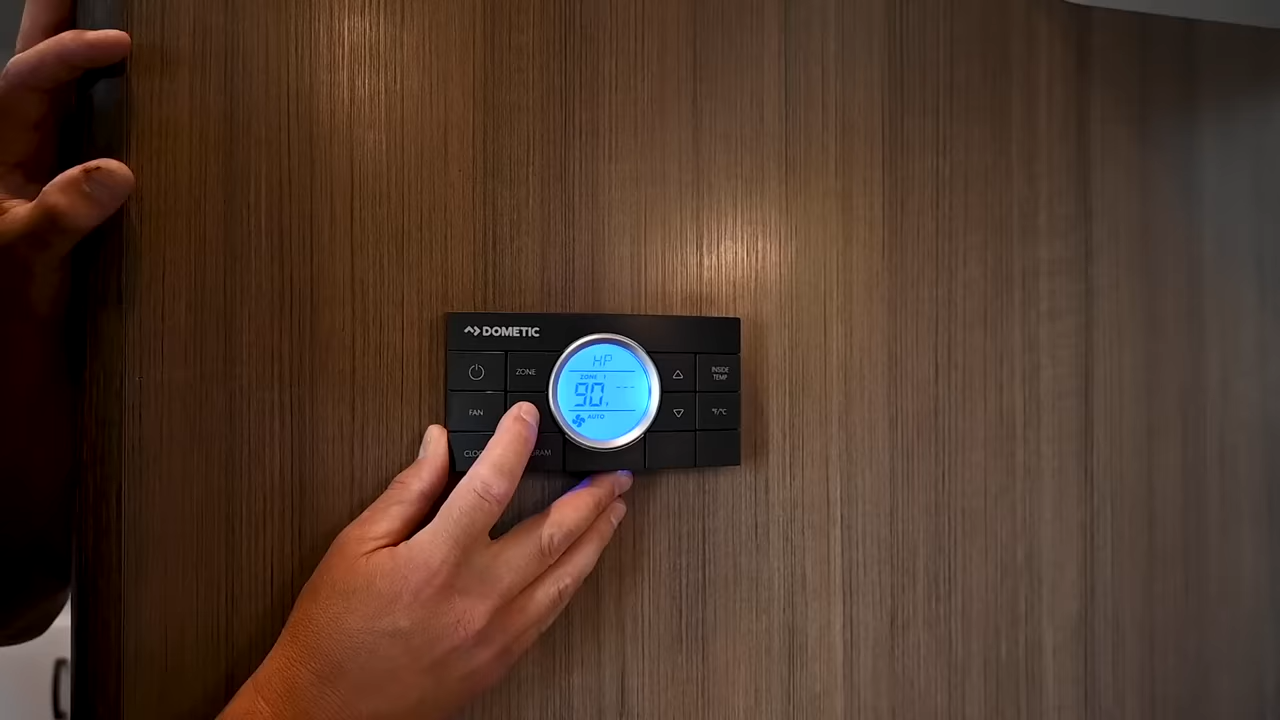 DOMETIC
ZONE
INSIDE
TEMP
FAN
°F/°C
HP
ZONE 1
90
---
AUTO